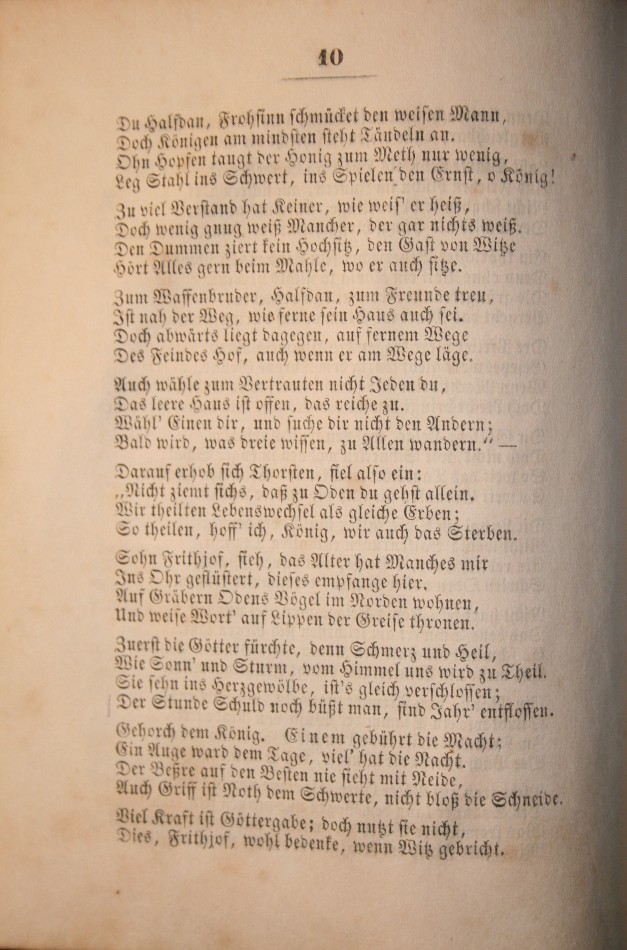 10
Du Halfdan, Frohsinn schmücket den weisen Mann,
Doch Königen am mindsten steht Tändeln an.
Ohn Hopfen taugt der Honig zum Meth nur wenig,
Leg Stahl ins Schwert, ins Spielen den Ernst, o König!
Zu viel Verstand hat Keiner, wie weis' er heiß,
Doch wenig gnug weiß Mancher, der gar nichts weiß.
Den Dummen ziert kein Hochsitz, den Gast von Witze
Hört Alles gern beim Mahle, wo er auch sitze.
Zum Waffenbruder, Halfdan, zum Freunde treu,
Ist nah der Weg, wie ferne sein Haus auch sei.
Doch abwärts liegt dagegen, auf fernem Wege
Des Feindes Hof, auch wenn er am Wege läge.
Auch wähle zum Vertrauten nicht Jeden du,
Das leere Haus ist offen, das reiche zu.
Wähl' Einen dir, und suche dir nicht den Andern;
Bald wird, was dreie wissen, zu Allen wandern.“ —
Darauf erhob sich Thorsten, fiel also ein:
„Nicht ziemt sichs, daß zu Oden du gehst allein.
Wir theilten Lebenswechsel als gleiche Erben;
So theilen, hoff' ich, König, wir auch das Sterben.
Sohn Frithjof, sieh, das Alter hat Manches mir
Ins Ohr geflüstert, dieses empfange hier.
Auf Gräbern Odens Vögel im Norden wohnen,
Und weise Wort' auf Lippen der Greise thronen.
Zuerst die Götter fürchte, denn Schmerz und Heil,
Wie Sonn' und Sturm, vom Himmel uns wird zu Theil.
Sie sehn ins Herzgewölbe, ist's gleich verschlossen;
Der Stunde Schuld noch büßt man, sind Jahr' entflossen.
Gehorch dem König. Einem gebührt die Macht;
Ein Auge ward dem Tage, viel' hat die Nacht.
Der Beßre auf den Besten nie sieht mit Neide,
Auch Griff ist Noth dem Schwerte, nicht bloß die Schneide.
Viel Kraft ist Göttergabe; doch nutzt sie nicht,
Dies, Frithjof, wohl bedenke, wenn Witz gebricht.